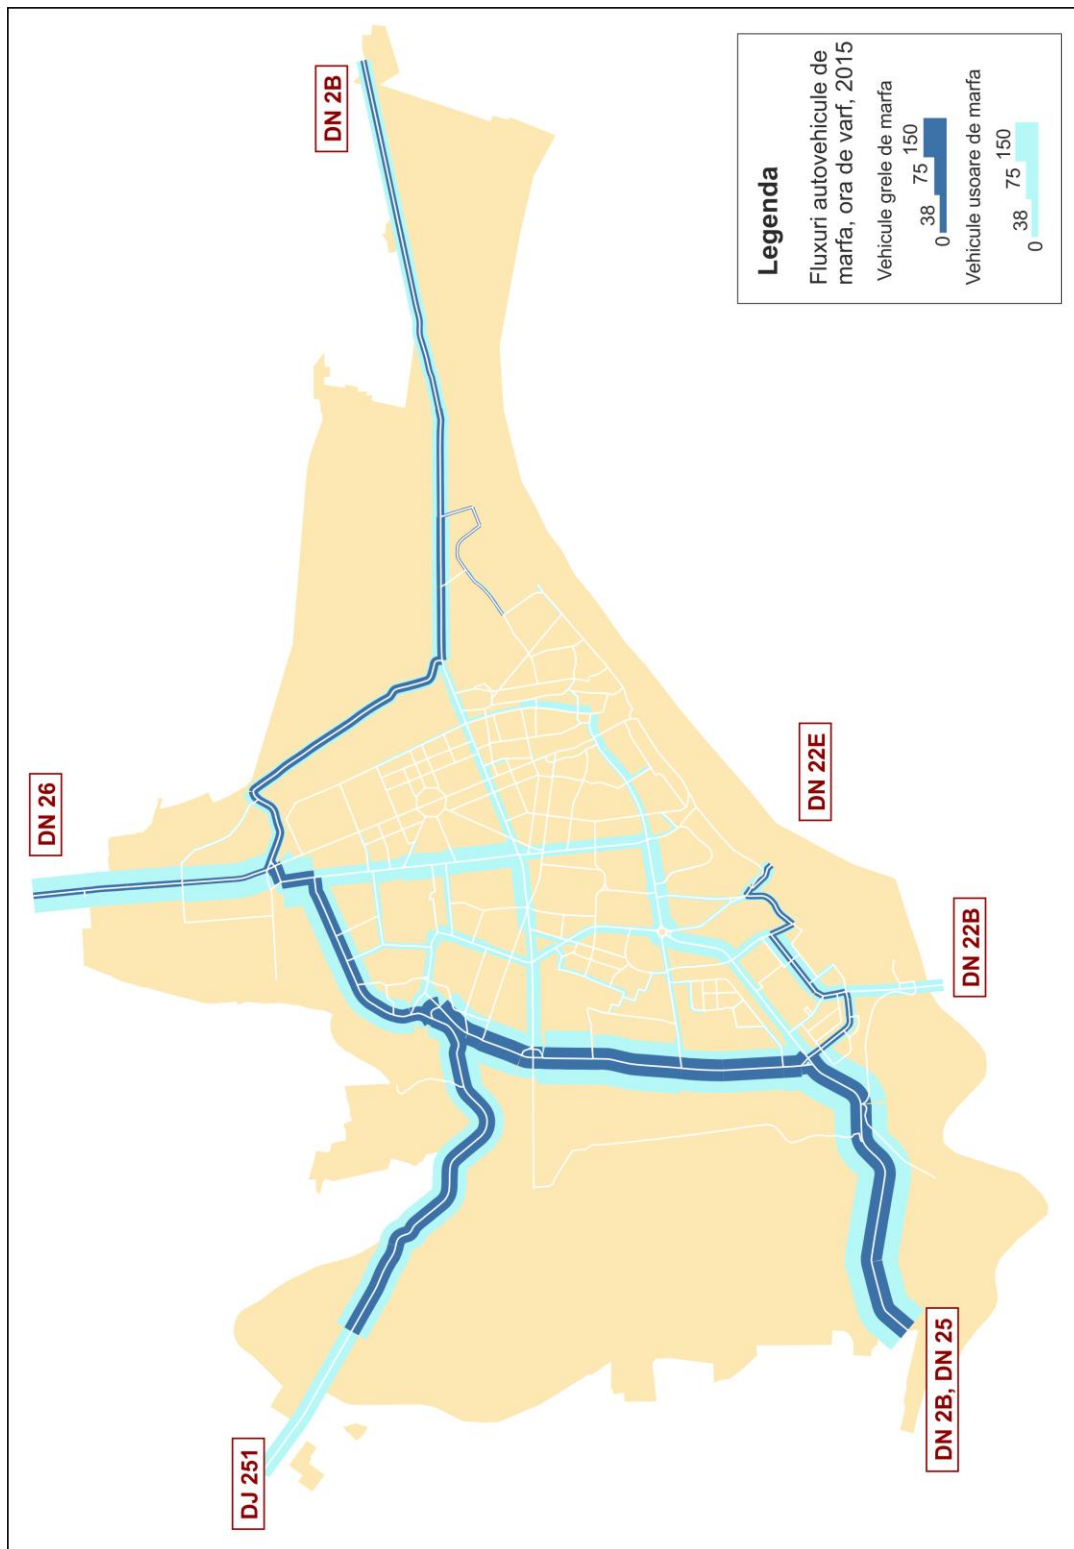 DN 2B
DN 26
DN 22E
DN 22B
DN 2B, DN 25
DJ 251
Legenda
Fluxuri autovehicule de
marfa, ora de varf, 2015
Vehicule grele de marfa
0 38 75 150
Vehicule usoare de marfa
0 38 75 150